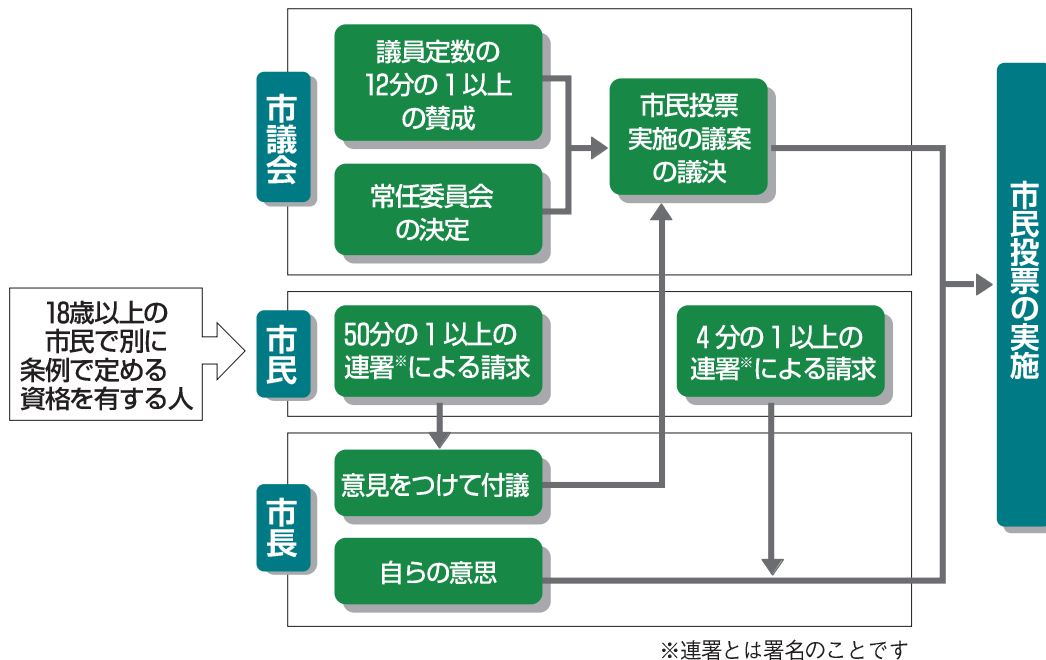 市議会
議員定数の
12分の1以上
の賛成
常任委員会
の決定
市民投票
実施の議案
の議決
18歳以上の
市民で別に
条例で定める
資格を有する人
市民
50分の1以上の
連署※による請求
4分の1以上の
連署※による請求
市長
意見をつけて付議
自らの意思
市民投票の実施
※連署とは署名のことです